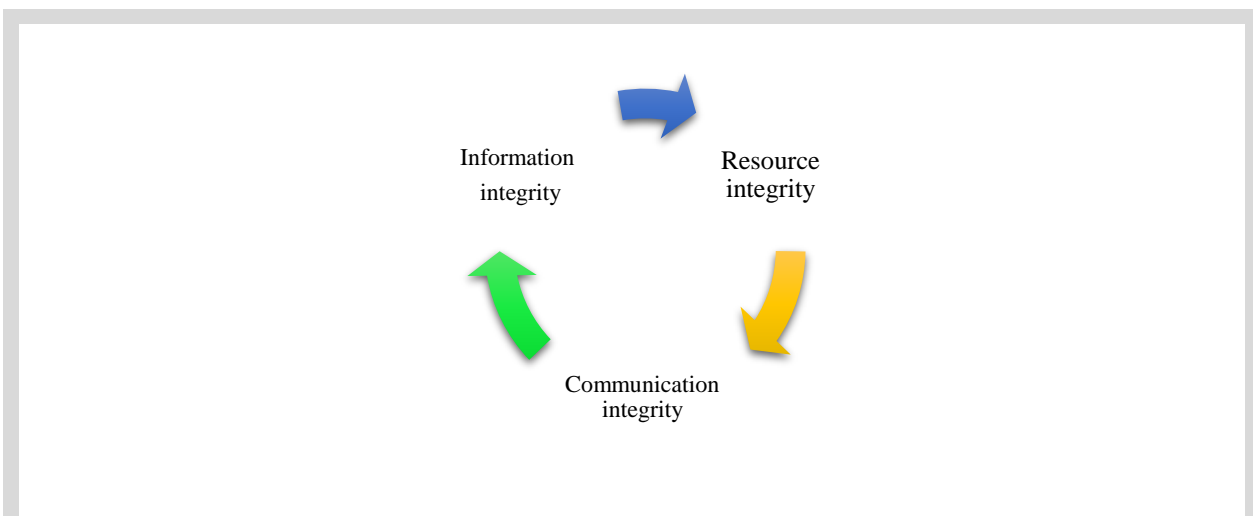 Information
integrity
Resource
integrity
Communication
integrity